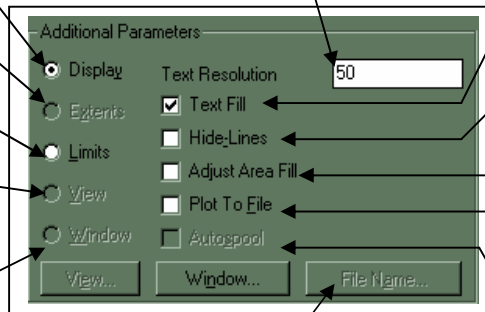 Additional Parameters
Display
Text Resolution 50
Extents
Text Fill
Limits
Hide-Lines
Adjust Area Fill
View
Plot To File
Window
Autospool
View... Window... File Name...